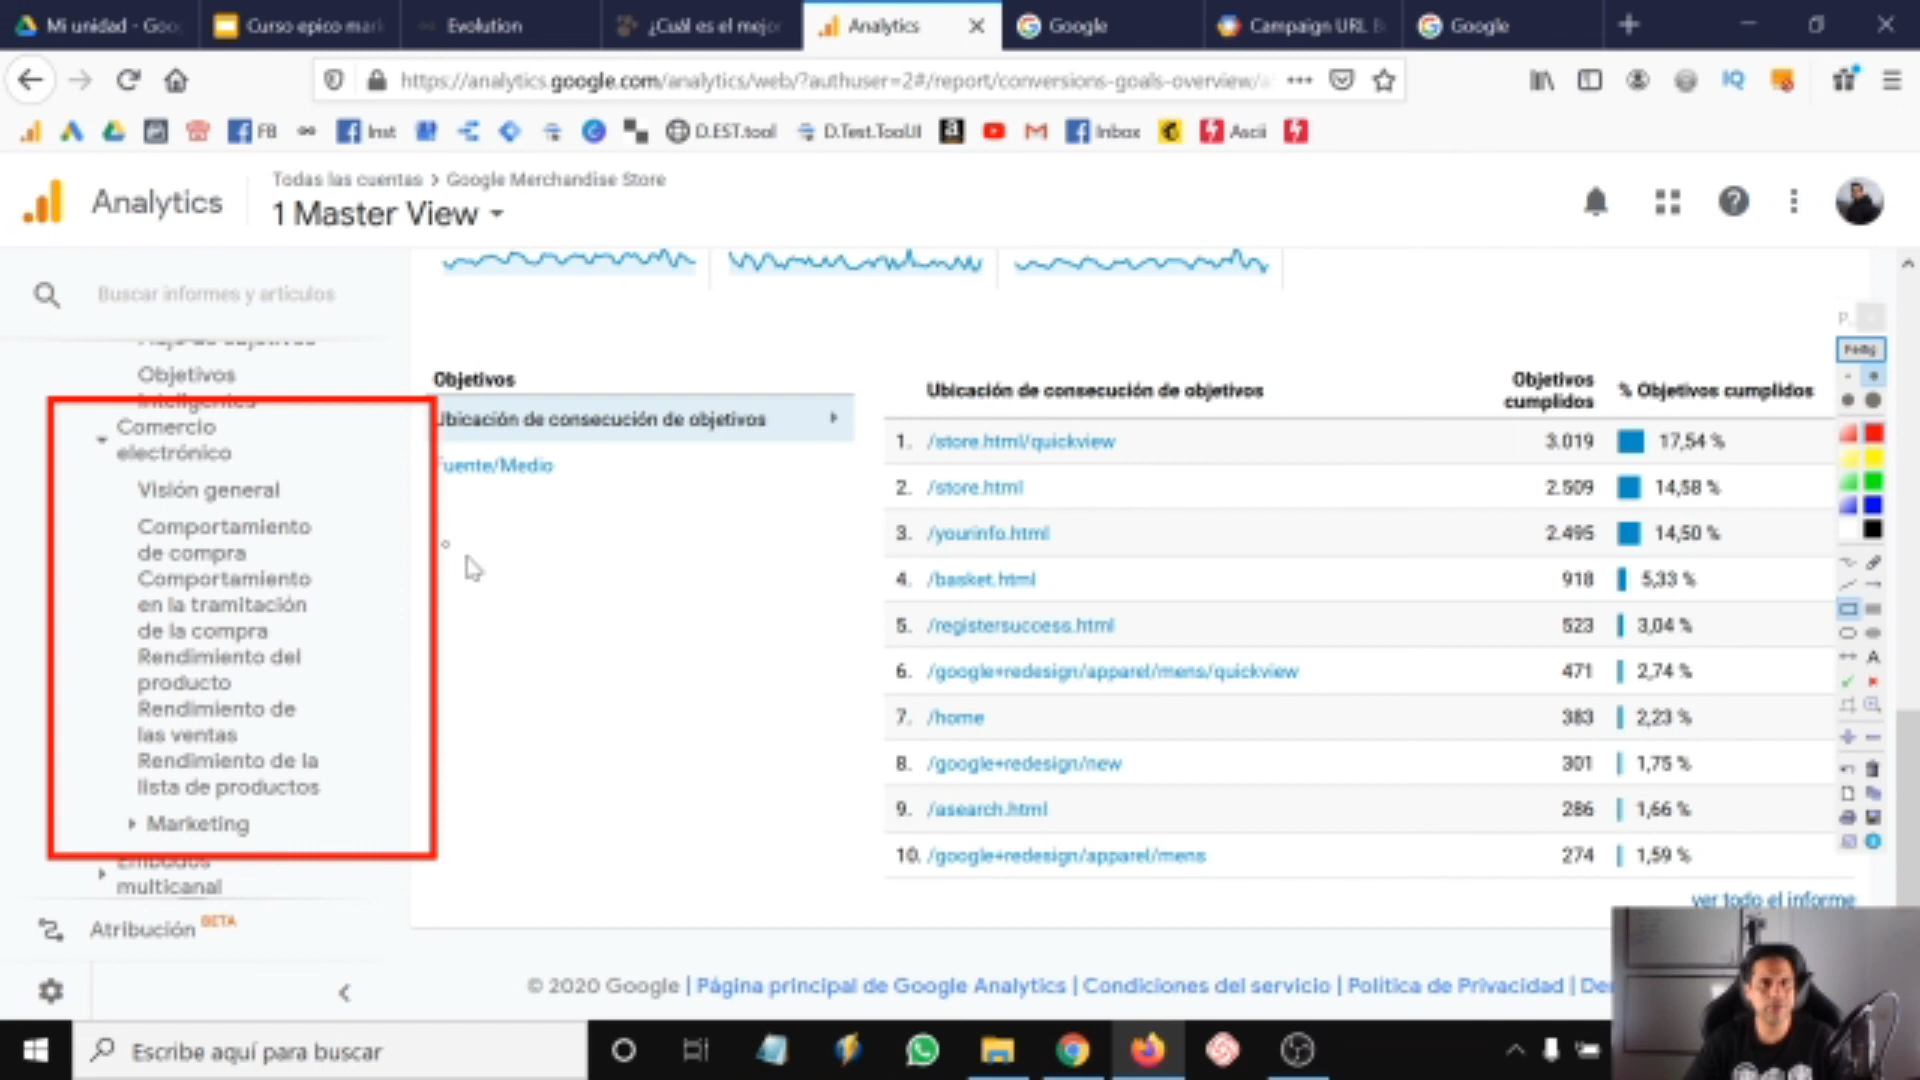 Mi unidad - Goo
Curso epico mark
Evolution
¿Cuál es el mejo
Analytics
Google
Campaign URL B
Google
https://analytics.google.com/analytics/web/?authuser=2#/report/conversions-goals-overview/a
IQ
FB
Inst
D.EST.tool
D.Test.ToolUI
Inbox
Ascii
Analytics
Todas las cuentas > Google Merchandise Store
1 Master View
Buscar informes y artículos
Objetivos
inteligentes
Comercio
electrónico
Visión general
Comportamiento
de compra
Comportamiento
en la tramitación
de la compra
Rendimiento del
producto
Rendimiento de
las ventas
Rendimiento de la
lista de productos
Marketing
Embudos
multicanal
Atribución BETA
Objetivos
Ubicación de consecución de objetivos
Fuente/Medio
Ubicación de consecución de objetivos Objetivos cumplidos % Objetivos cumplidos
1. /store.html/quickview 3.019 17,54 %
2. /store.html 2.509 14,58 %
3. /yourinfo.html 2.495 14,50 %
4. /basket.html 918 5,33 %
5. /registersuccess.html 523 3,04 %
6. /google+redesign/apparel/mens/quickview 471 2,74 %
7. /home 383 2,23 %
8. /google+redesign/new 301 1,75 %
9. /asearch.html 286 1,66 %
10. /google+redesign/apparel/mens 274 1,59 %
ver todo el informe
© 2020 Google | Página principal de Google Analytics | Condiciones del servicio | Política de Privacidad |
Escribe aquí para buscar